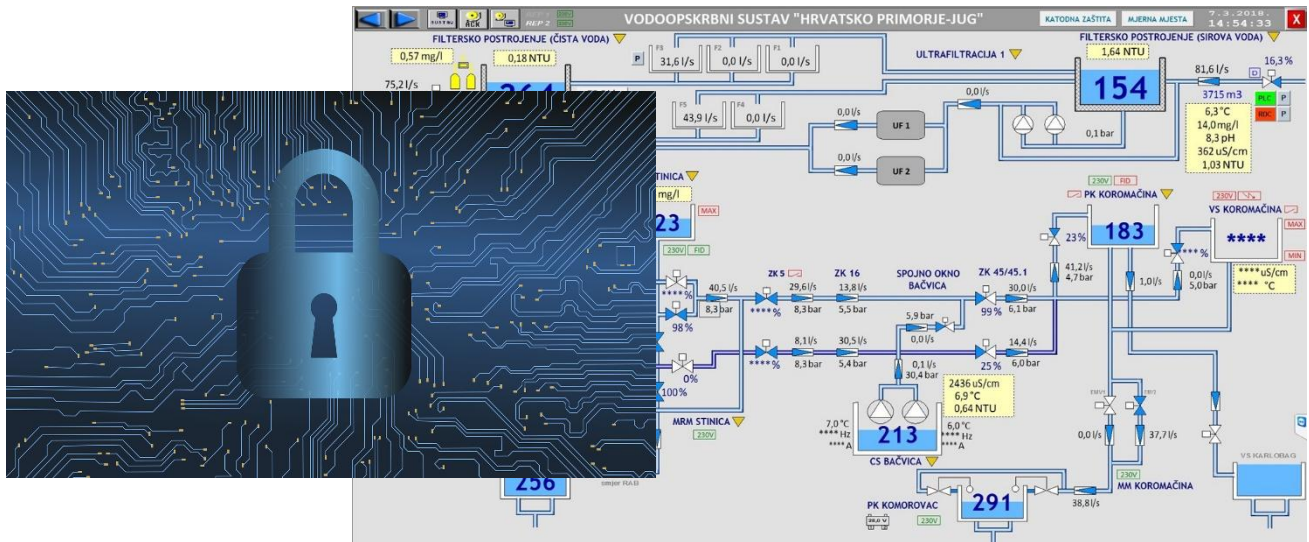 SUSTAV
ACK
REP 1
REP 2
VODOOPSKRBNI SUSTAV "HRVATSKO PRIMORJE-JUG"
KATODNA ZAŠTITA
MJERNA MJESTA
7.3.2018.
14:54:33
X
FILTERSKO POSTROJENJE (ČISTA VODA)
0,57 mg/l
0,18 NTU
75,2 l/s
264
P
F3
31,6 l/s
F2
0,0 l/s
F1
0,0 l/s
F5
43,9 l/s
F4
0,0 l/s
ULTRAFILTRACIJA 1
0,0 l/s
UF 1
0,0 l/s
UF 2
0,0 l/s
0,1 bar
FILTERSKO POSTROJENJE (SIROVA VODA)
1,64 NTU
154
81,6 l/s
16,3 %
D
3715 m3
PLC P
RDC P
6,3 °C
14,0 mg/l
8,3 pH
362 uS/cm
1,03 NTU
STINICA
mg/l
23
MAX
230V FID
****%
98 %
0%
100%
40,5 l/s
8,3 bar
MRM STINICA
230V
ZK 5
****%
29,6 l/s
8,3 bar
ZK 16
13,8 l/s
5,5 bar
SPOJNO OKNO
BAČVICA
ZK 45/45.1
99%
30,0 l/s
6,1 bar
****%
8,1 l/s
8,3 bar
30,5 l/s
5,4 bar
5,9 bar
0,0 l/s
25 %
14,4 l/s
6,0 bar
0,1 l/s
30,4 bar
2436 uS/cm
6,9 °C
0,64 NTU
7,0 °C
**** Hz
**** A
213
6,0 °C
**** Hz
**** A
CS BAČVICA
230V FID
PK KOROMAČINA
183
23 %
41,2 l/s
4,7 bar
1,0 l/s
230V
VS KOROMAČINA
****
MAX
MIN
*** %
0,0 l/s
5,0 bar
**** uS/cm
**** °C
0,0 l/s
37,7 l/s
230V
MM KOROMAČINA
VS KARLOBAG
256
smjer RAB
PK KOMOROVAC
230V
291
38,8 l/s